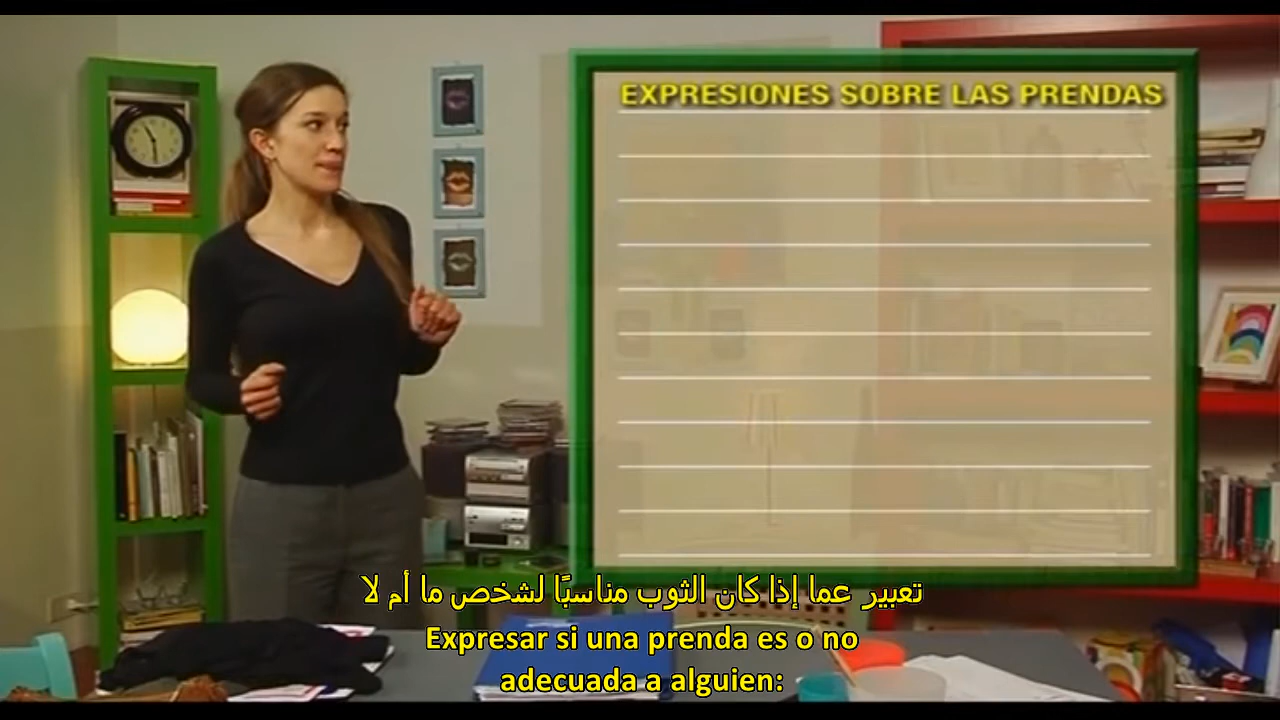 EXPRESIONES SOBRE LAS PRENDAS
تعبير عما إذا كان الثوب مناسبًا لشخص ما أم لا
Expresar si una prenda es o no
adecuada a alguien: